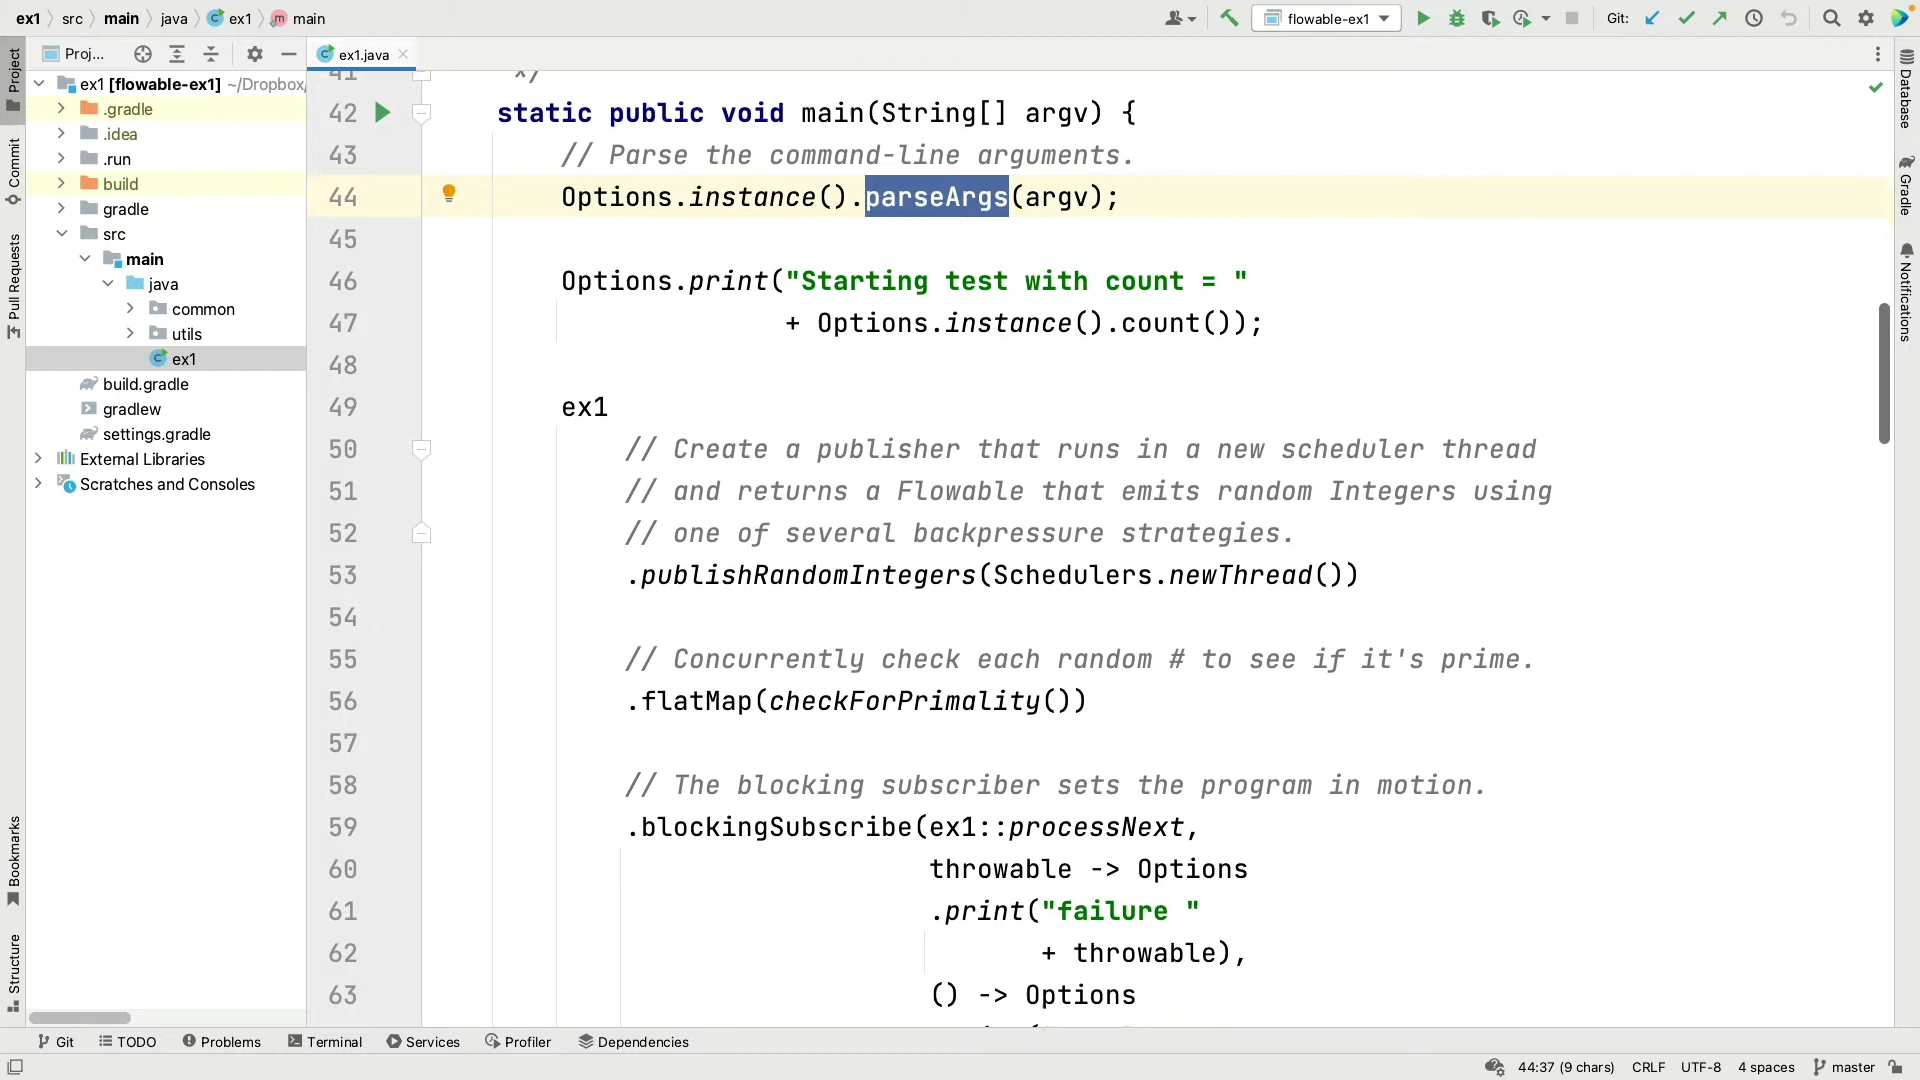 ex1 src main java ex1 main
flowable-ex1 Git:
Proj...
ex1.java
ex1 [flowable-ex1] ~/Dropbox/
.gradle
.idea
.run
build
gradle
src
main
java
common
utils
ex1
build.gradle
gradlew
settings.gradle
External Libraries
Scratches and Consoles
Project
Commit
Pull Requests
Bookmarks
Structure
41 */
42 static public void main(String[] argv) {
43 // Parse the command-line arguments.
44 Options.instance().parseArgs(argv);
45
46 Options.print("Starting test with count = "
47 + Options.instance().count());
48
49 ex1
50 // Create a publisher that runs in a new scheduler thread
51 // and returns a Flowable that emits random Integers using
52 // one of several backpressure strategies.
53 .publishRandomIntegers(Schedulers.newThread())
54
55 // Concurrently check each random # to see if it's prime.
56 .flatMap(checkForPrimality())
57
58 // The blocking subscriber sets the program in motion.
59 .blockingSubscribe(ex1::processNext,
60 throwable -> Options
61 .print("failure "
62 + throwable),
63 () -> Options
Database
Gradle
Notifications
Git TODO Problems Terminal Services Profiler Dependencies
44:37 (9 chars) CRLF UTF-8 4 spaces master